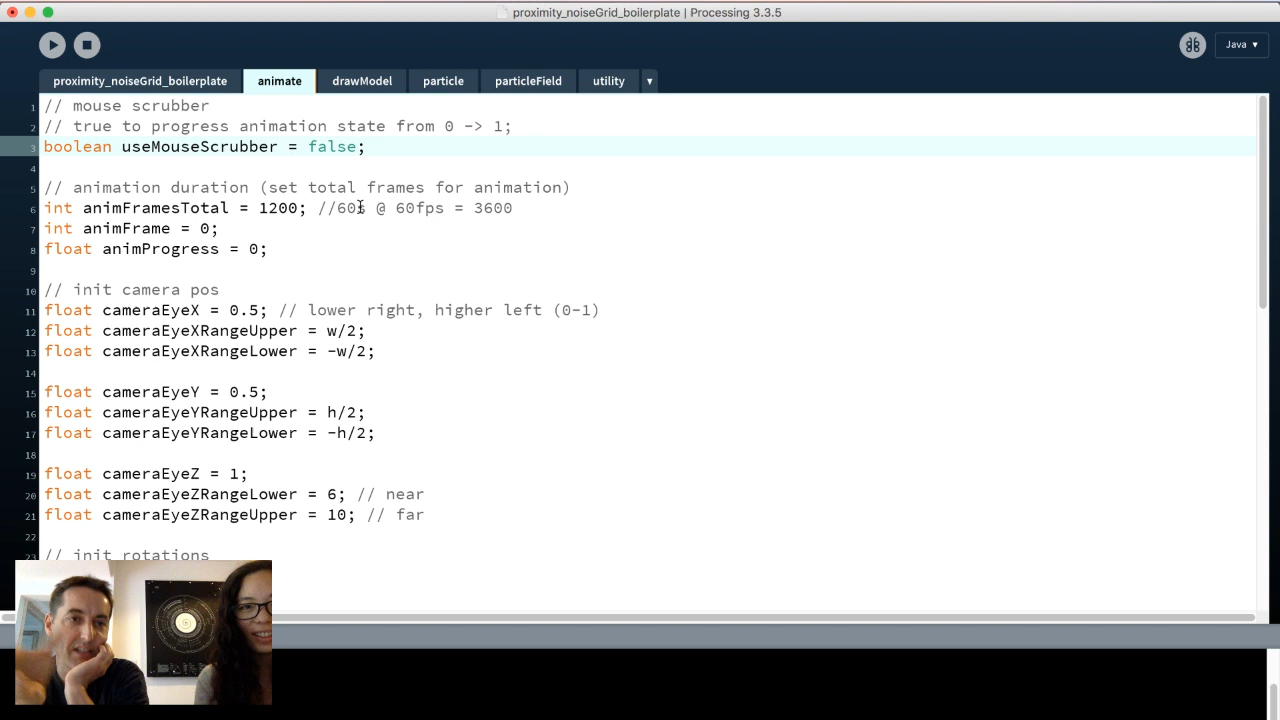 proximity_noiseGrid_boilerplate | Processing 3.3.5
Java ▾
proximity_noiseGrid_boilerplate animate drawModel particle particleField utility ▼
1 // mouse scrubber
2 // true to progress animation state from 0 -> 1;
3 boolean useMouseScrubber = false;
4
5 // animation duration (set total frames for animation)
6 int animFramesTotal = 1200; //60s @ 60fps = 3600
7 int animFrame = 0;
8 float animProgress = 0;
9
10 // init camera pos
11 float cameraEyeX = 0.5; // lower right, higher left (0-1)
12 float cameraEyeXRangeUpper = w/2;
13 float cameraEyeXRangeLower = -w/2;
14
15 float cameraEyeY = 0.5;
16 float cameraEyeYRangeUpper = h/2;
17 float cameraEyeYRangeLower = -h/2;
18
19 float cameraEyeZ = 1;
20 float cameraEyeZRangeLower = 6; // near
21 float cameraEyeZRangeUpper = 10; // far
22
23 // init rotations